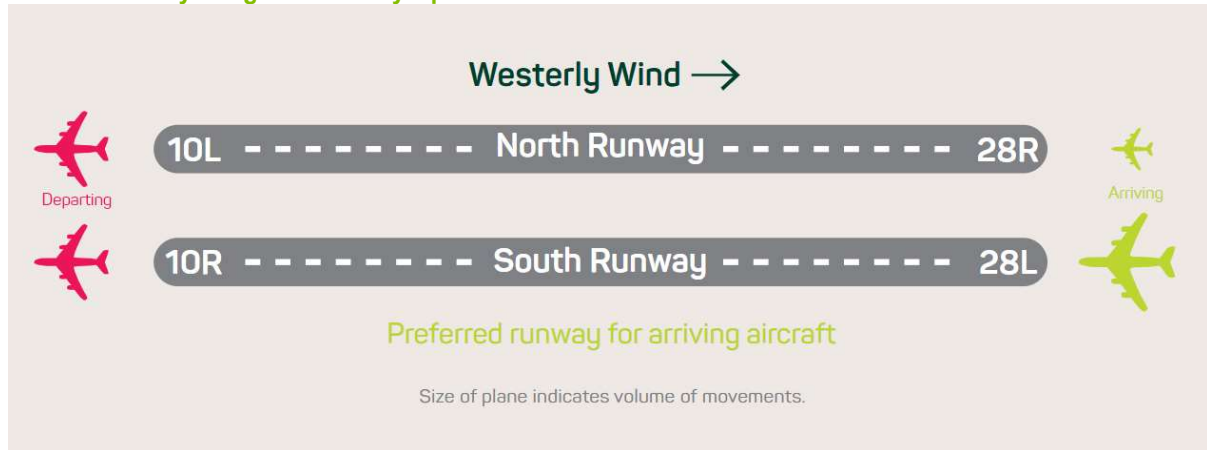 Westerly Wind →
10L North Runway 28R
Departing Arriving
10R South Runway 28L
Preferred runway for arriving aircraft
Size of plane indicates volume of movements.